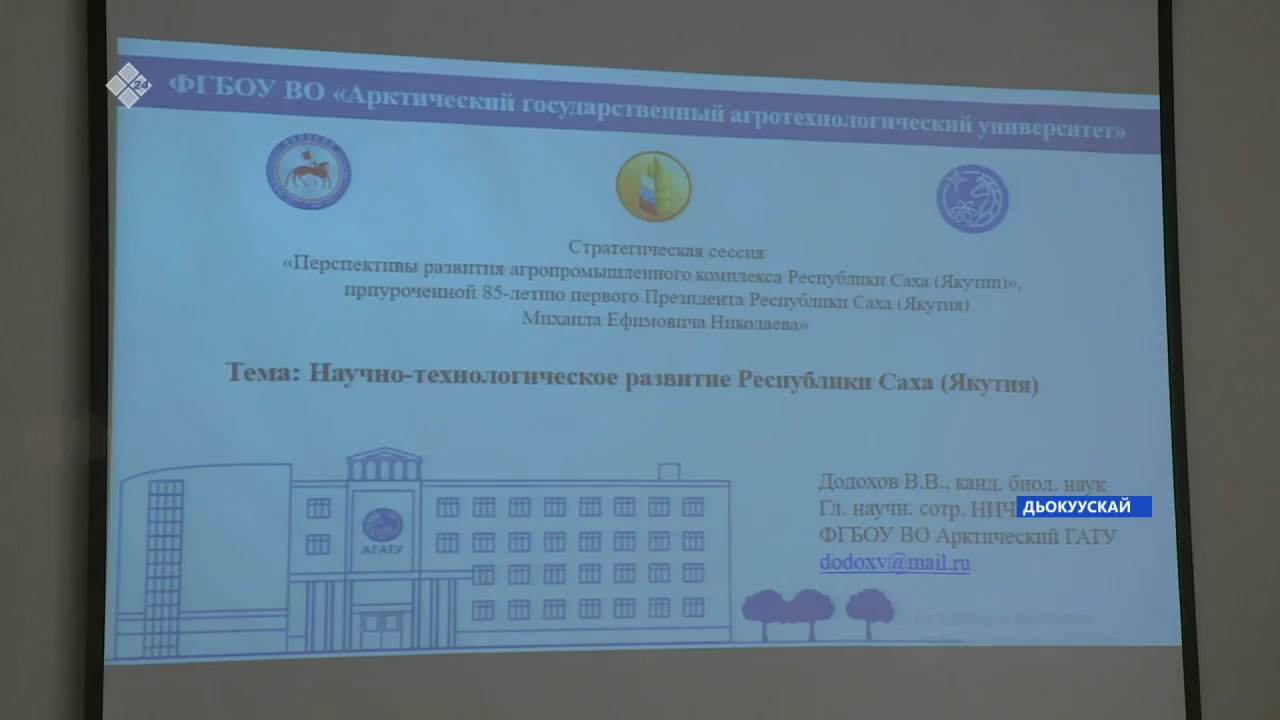 24
ФГБОУ ВО «Арктический государственный агротехнологический университет»
Стратегическая сессия
«Перспективы развития агропромышленного комплекса Республики Саха (Якутии)»,
приуроченной 85-летию первого Президента Республики Саха (Якутия)
Михаила Ефимовича Николаева»
Тема: Научно-технологическое развитие Республики Саха (Якутия)
Додохов В.В., канд. биол. наук
Гл. научн. сотр. НИЧ
ДЬОКУУСКАЙ
ФГБОУ ВО Арктический ГАТУ
dodoxv@mail.ru
АГАТУ